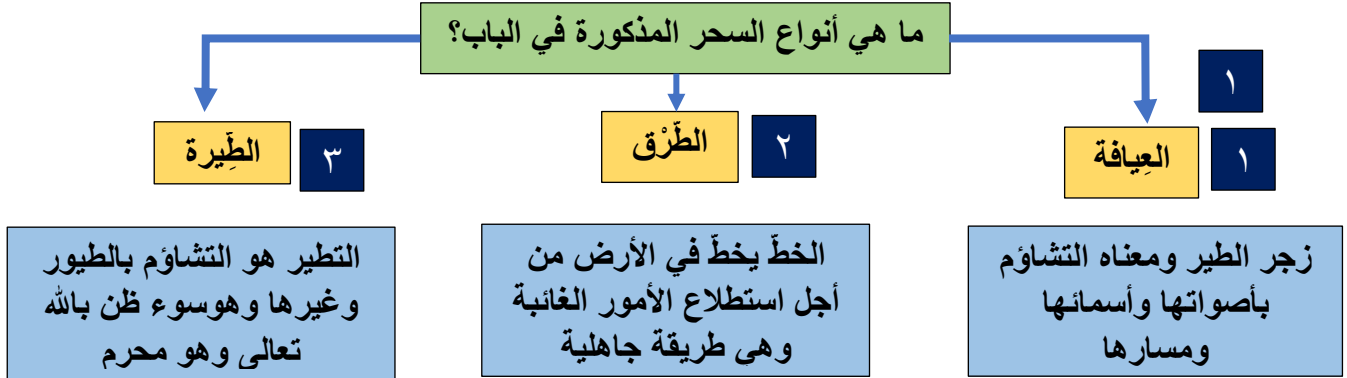 ما هي أنواع السحر المذكورة في الباب؟
١
١
العِيافة
زجر الطير ومعناه التشاؤم
بأصواتها وأسمائها
ومسارها
٢
الطّرْق
الخطّ يخطّ في الأرض من
أجل استطلاع الأمور الغائبة
وهي طريقة جاهلية
٣
الطِّيرة
التطير هو التشاؤم بالطيور
وغيرها وهوسوء ظن بالله
تعالى وهو محرم